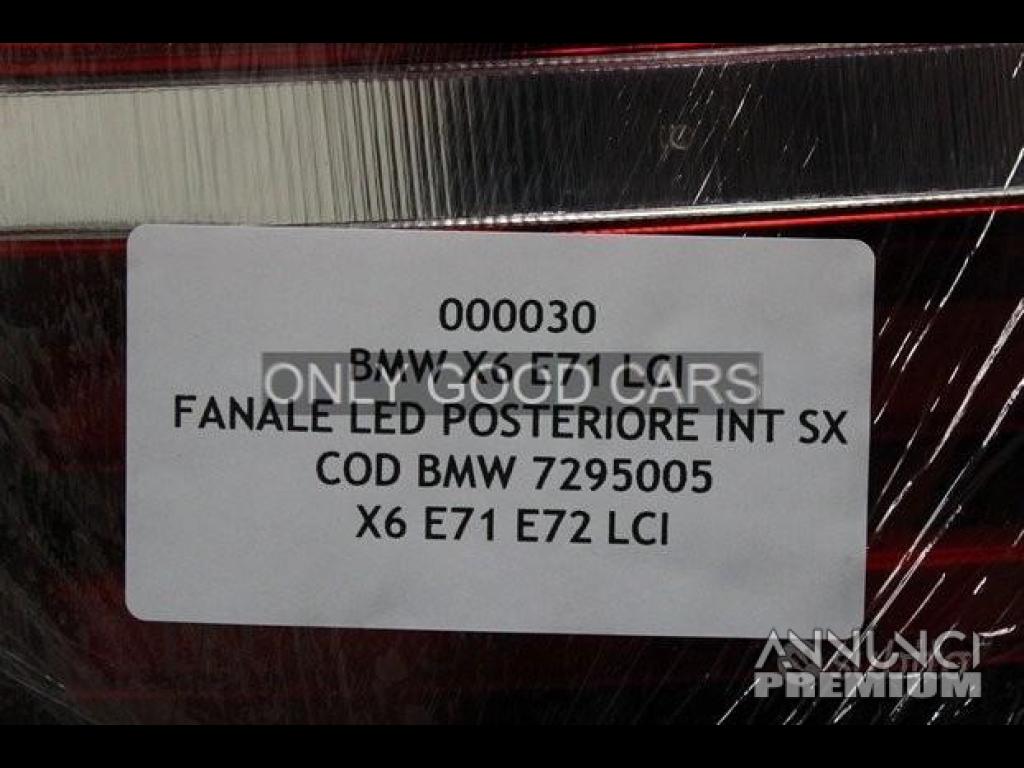 000030
BMW X6 E71 LCI
ONLY GOOD CARS
FANALE LED POSTERIORE INT SX
COD BMW 7295005
X6 E71 E72 LCI
ANNUNCI
PREMIUM